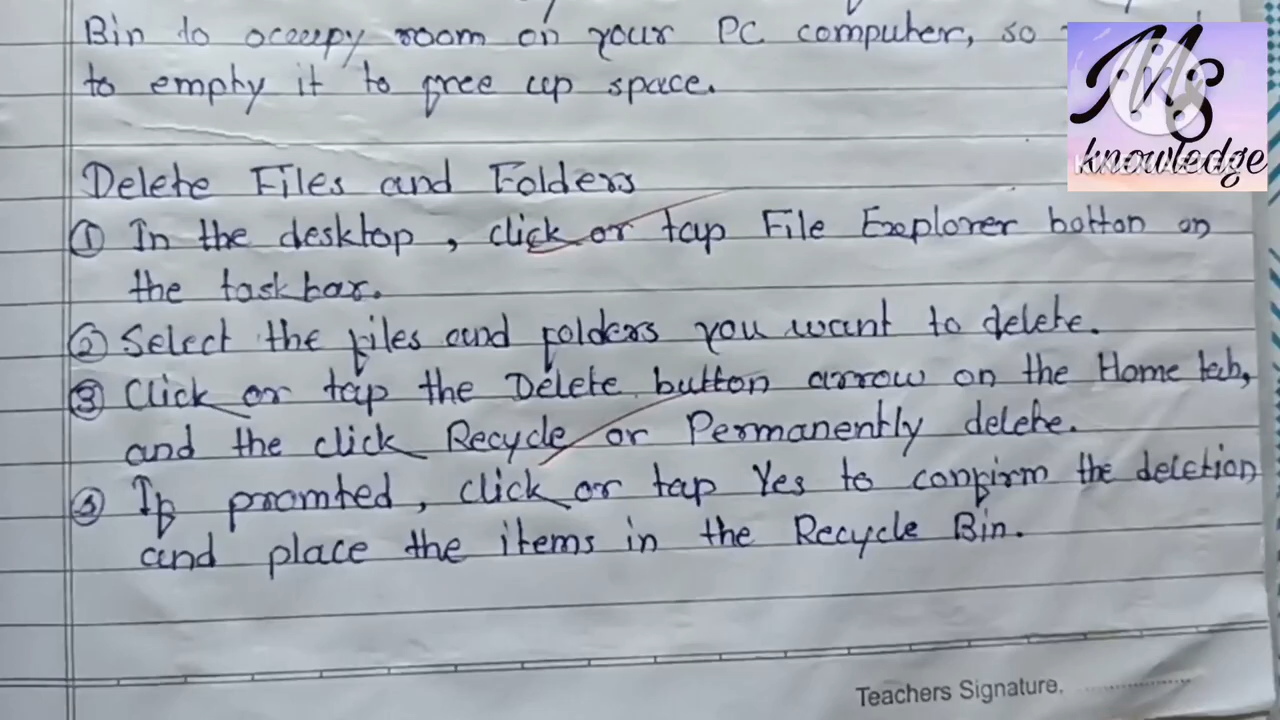 Bin to occupy room on your PC computer, so
to empty it to free up space.
Delete Files and Folders
① In the desktop, click or tap File Explorer botton on
the taskbar.
② Select the files and folders you want to delete.
③ Click or tap the Delete button arrow on the Home tab,
and the click Recycle or Permanently delete.
If promted, click or tap Yes to confirm the deletion
and place the items in the Recycle Bin.
Teachers Signature.
MS
knowledge